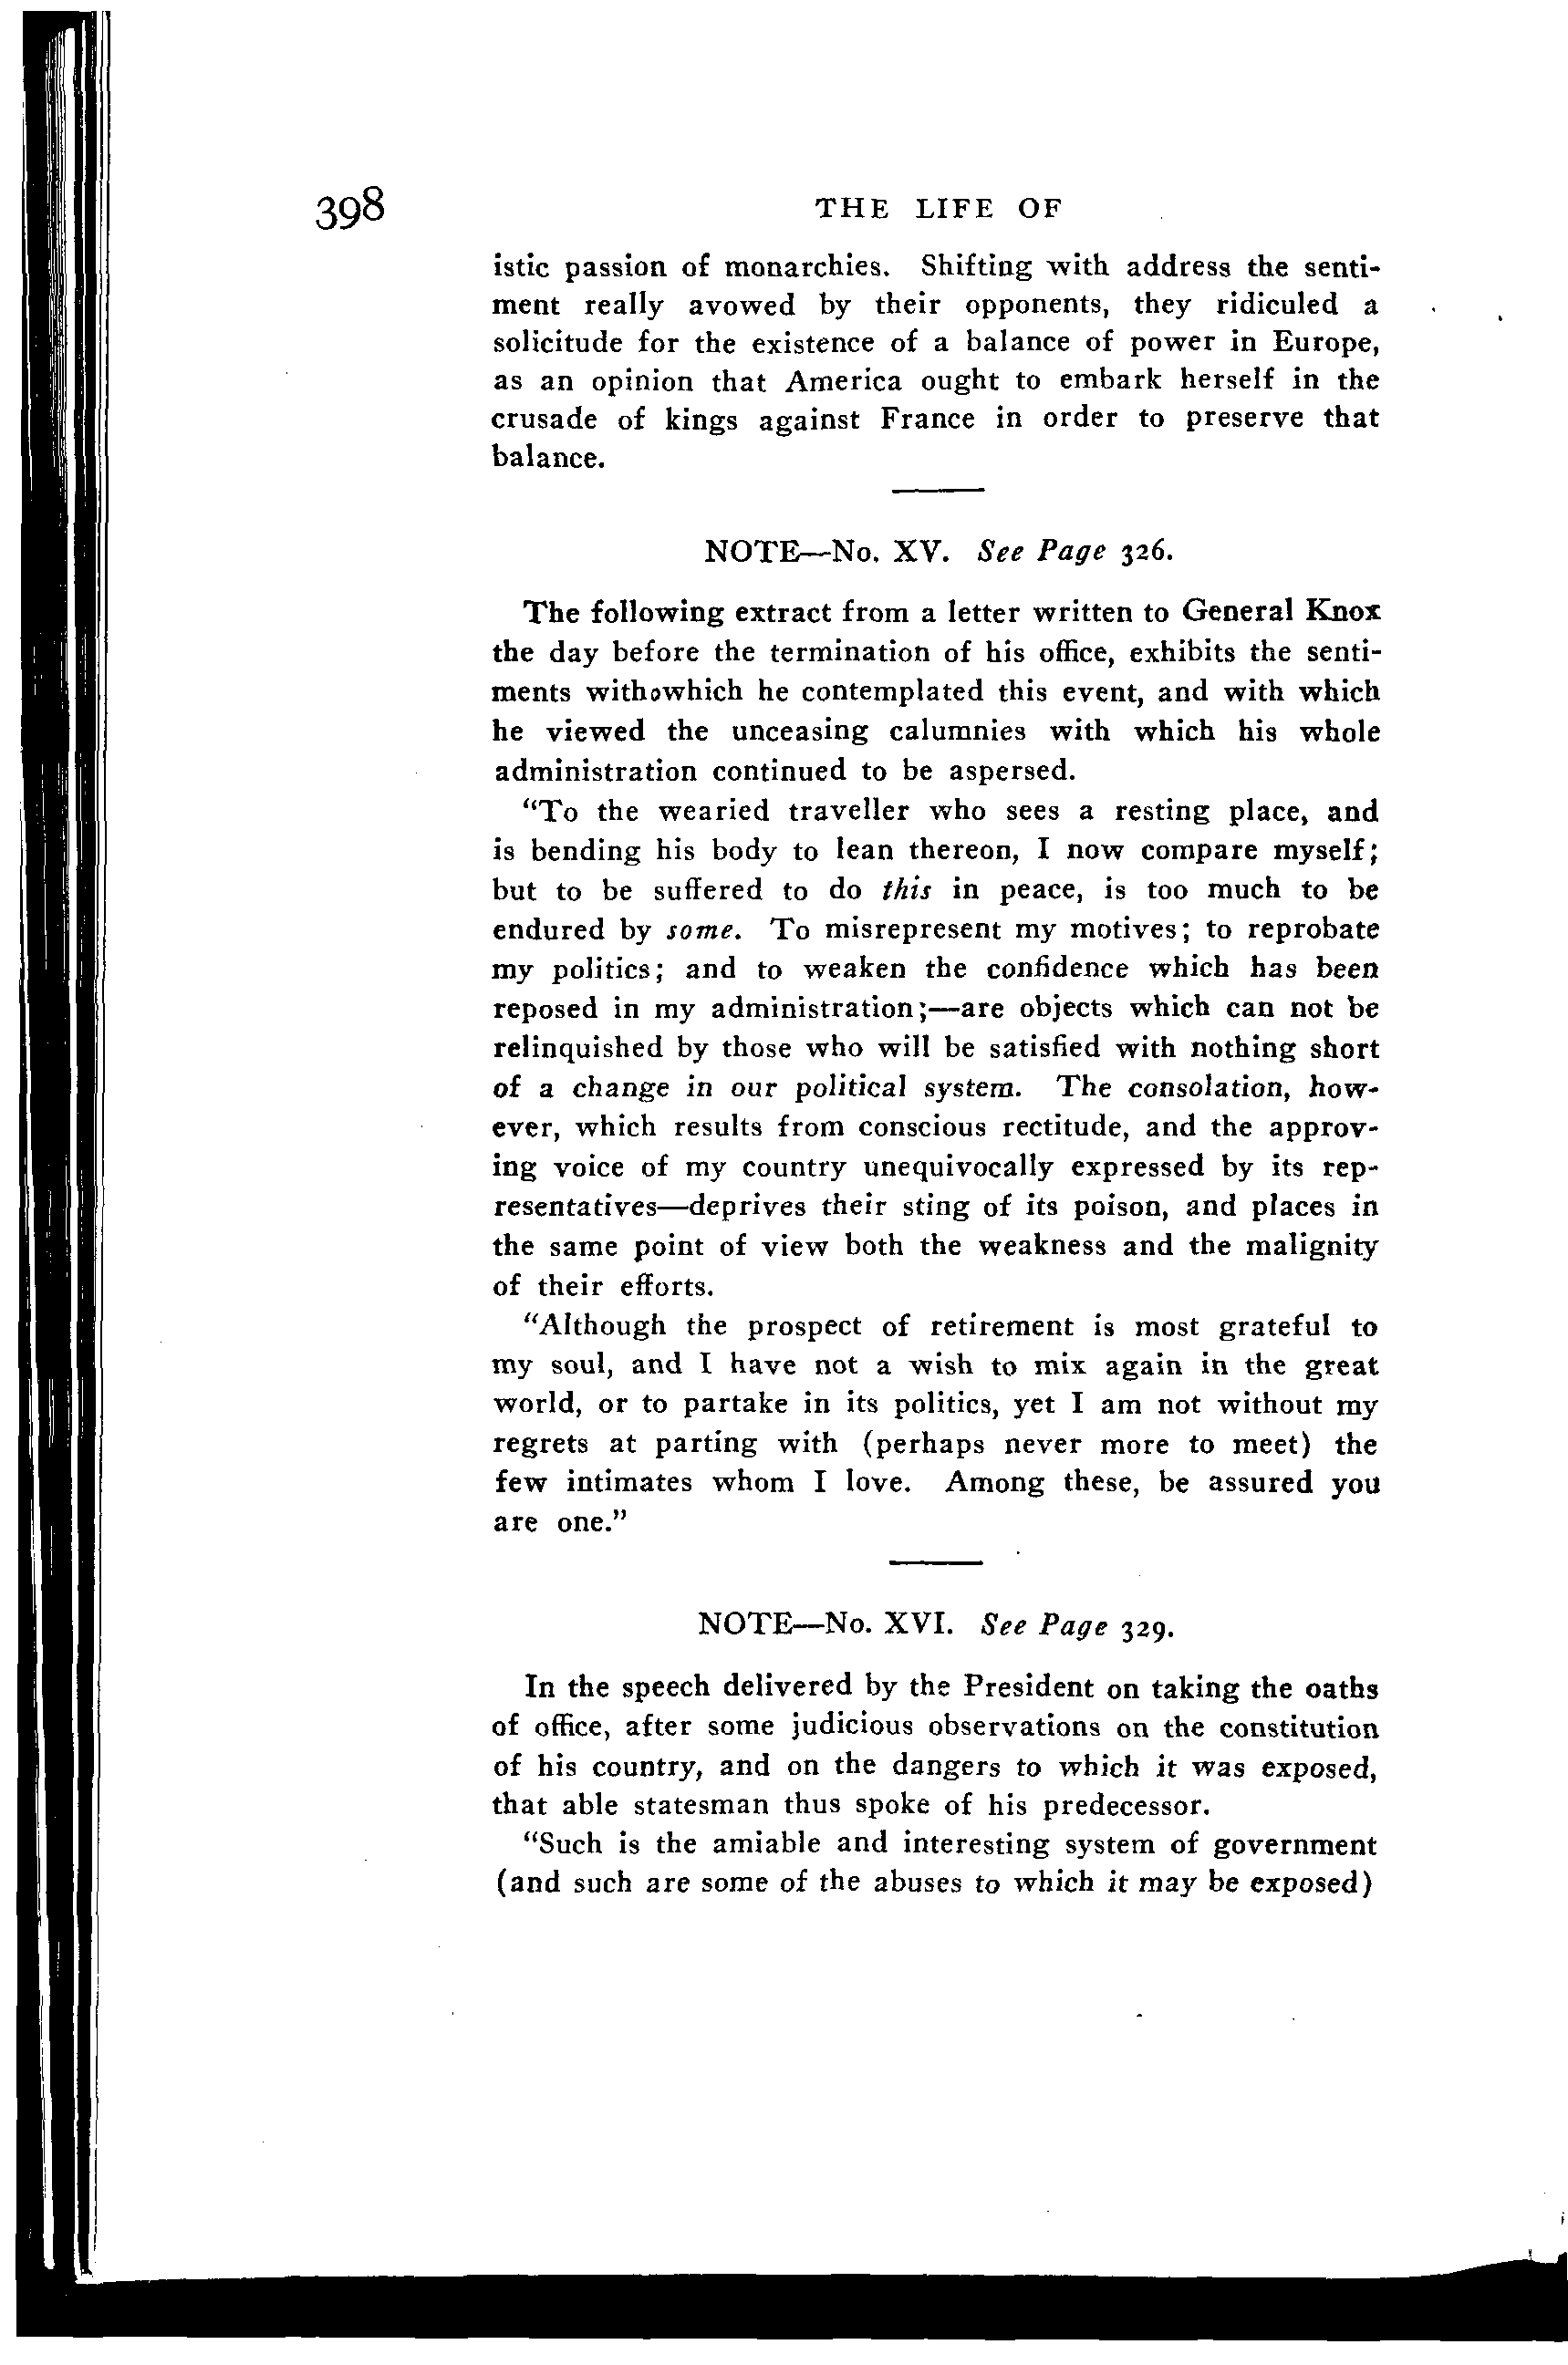 398 THE LIFE OF
istic passion of monarchies. Shifting with address the senti-
ment really avowed by their opponents, they ridiculed a
solicitude for the existence of a balance of power in Europe,
as an opinion that America ought to embark herself in the
crusade of kings against France in order to preserve that
balance.
NOTE—No. XV. See Page 326.
The following extract from a letter written to General Knox
the day before the termination of his office, exhibits the senti-
ments withowhich he contemplated this event, and with which
he viewed the unceasing calumnies with which his whole
administration continued to be aspersed.
"To the wearied traveller who sees a resting place, and
is bending his body to lean thereon, I now compare myself;
but to be suffered to do this in peace, is too much to be
endured by some. To misrepresent my motives; to reprobate
my politics; and to weaken the confidence which has been
reposed in my administration;—are objects which can not be
relinquished by those who will be satisfied with nothing short
of a change in our political system. The consolation, how-
ever, which results from conscious rectitude, and the approv-
ing voice of my country unequivocally expressed by its rep-
resentatives—deprives their sting of its poison, and places in
the same point of view both the weakness and the malignity
of their efforts.
"Although the prospect of retirement is most grateful to
my soul, and I have not a wish to mix again in the great
world, or to partake in its politics, yet I am not without my
regrets at parting with (perhaps never more to meet) the
few intimates whom I love. Among these, be assured you
are one."
NOTE—No. XVI. See Page 329.
In the speech delivered by the President on taking the oaths
of office, after some judicious observations on the constitution
of his country, and on the dangers to which it was exposed,
that able statesman thus spoke of his predecessor.
"Such is the amiable and interesting system of government
(and such are some of the abuses to which it may be exposed)